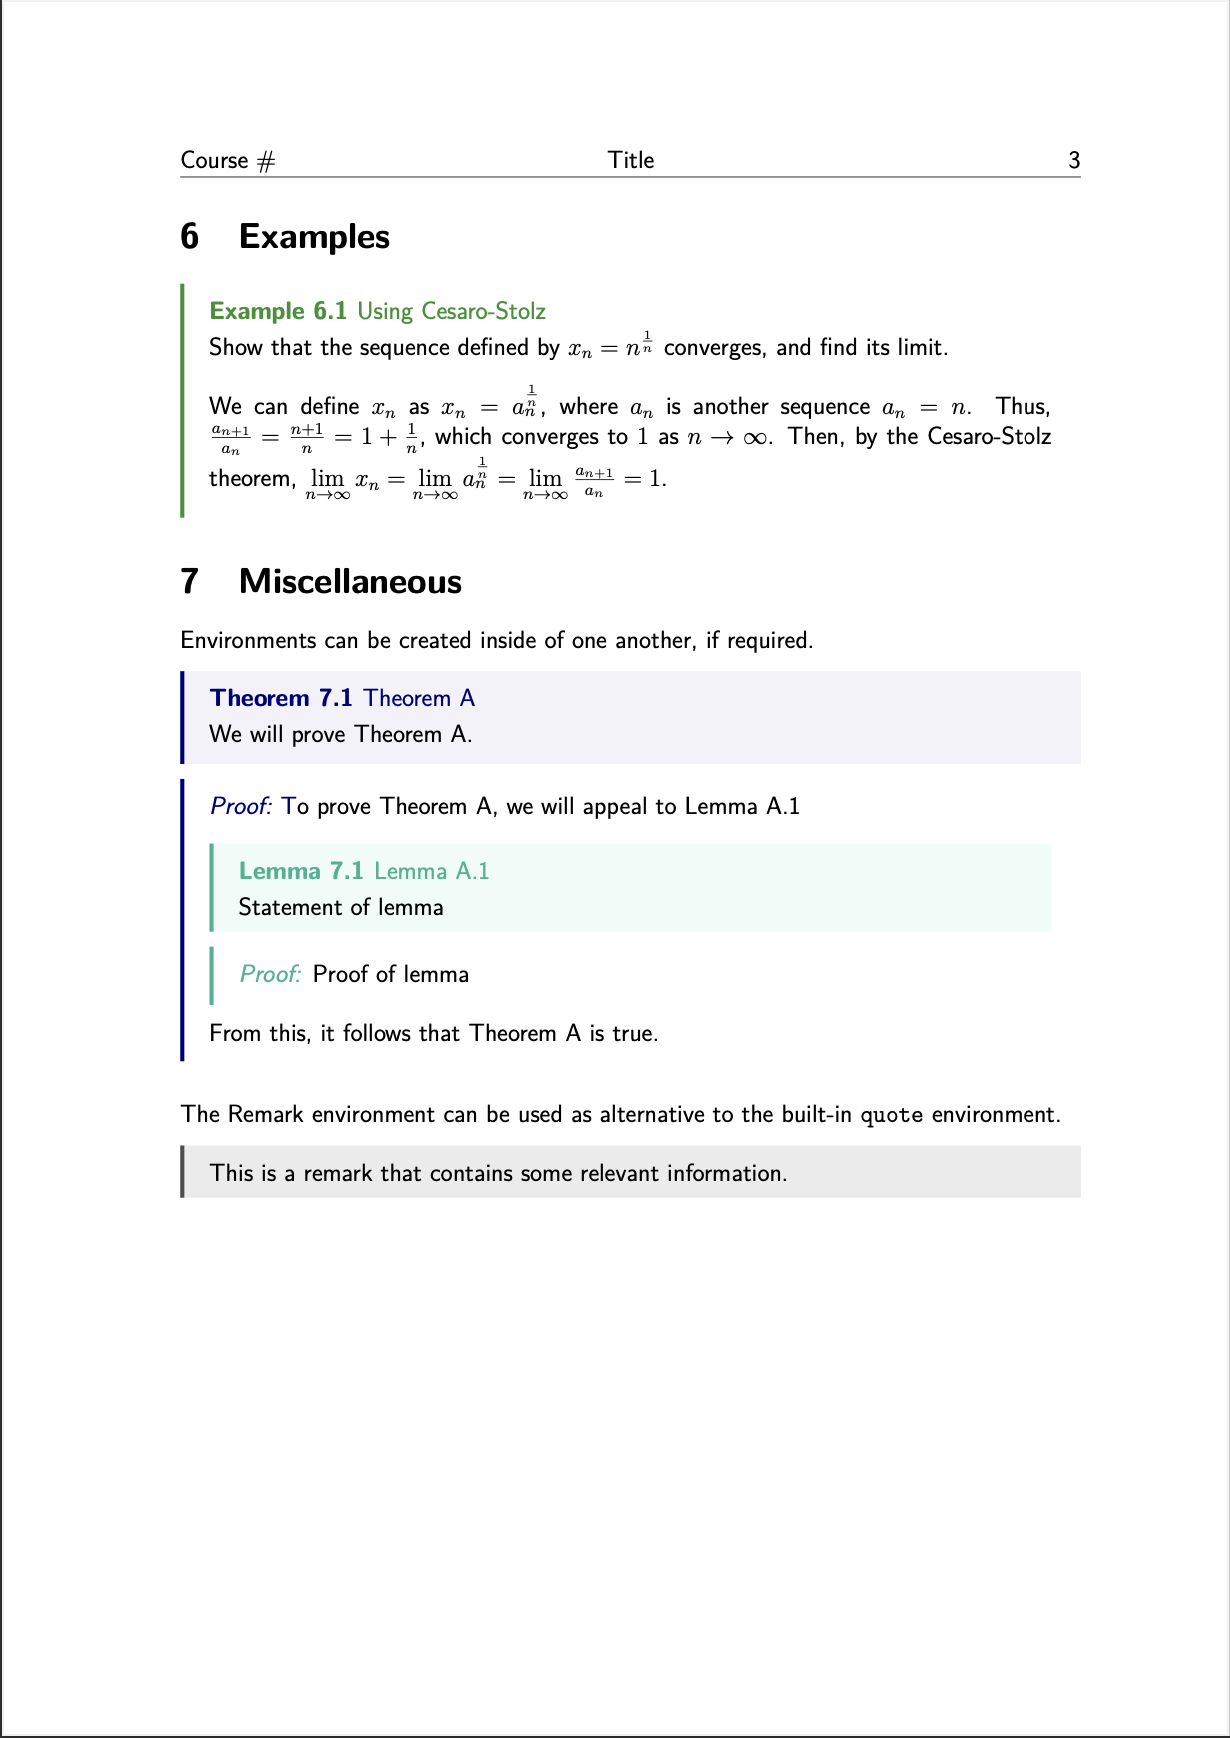 Course # Title 3
6 Examples
Example 6.1 Using Cesaro-Stolz
Show that the sequence defined by $x_n = n^{\frac{1}{n}}$ converges, and find its limit.
We can define $x_n$ as $x_n = a_n^{\frac{1}{n}}$, where $a_n$ is another sequence $a_n = n$. Thus,
$\frac{a_{n+1}}{a_n} = \frac{n+1}{n} = 1 + \frac{1}{n}$, which converges to 1 as $n \to \infty$. Then, by the Cesaro-Stolz
theorem, $\lim_{n \to \infty} x_n = \lim_{n \to \infty} a_n^{\frac{1}{n}} = \lim_{n \to \infty} \frac{a_{n+1}}{a_n} = 1$.
7 Miscellaneous
Environments can be created inside of one another, if required.
Theorem 7.1 Theorem A
We will prove Theorem A.
Proof: To prove Theorem A, we will appeal to Lemma A.1
Lemma 7.1 Lemma A.1
Statement of lemma
Proof: Proof of lemma
From this, it follows that Theorem A is true.
The Remark environment can be used as alternative to the built-in quote environment.
This is a remark that contains some relevant information.